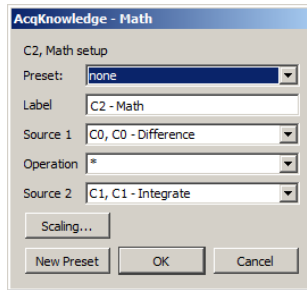 AcqKnowledge - Math
C2, Math setup
Preset: none
Label C2 - Math
Source 1 C0, C0 - Difference
Operation *
Source 2 C1, C1 - Integrate
Scaling...
New Preset OK Cancel